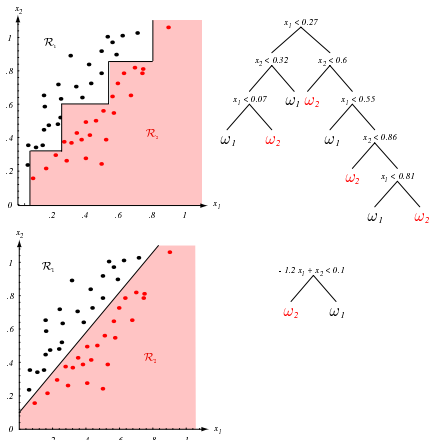 x2
1
.8
.6
.4
.2
0
.2 .4 .6 .8 1
x1
R1
R2
x1 < 0.27
x2 < 0.32 x2 < 0.6
x1 < 0.07 ω1 ω2 x1 < 0.55
ω1 ω2 ω1 x2 < 0.86
ω2 x1 < 0.81
ω1 ω2
x2
1
.8
.6
.4
.2
0
x1
R1
R2
- 1.2 x1 + x2 < 0.1
ω2 ω1